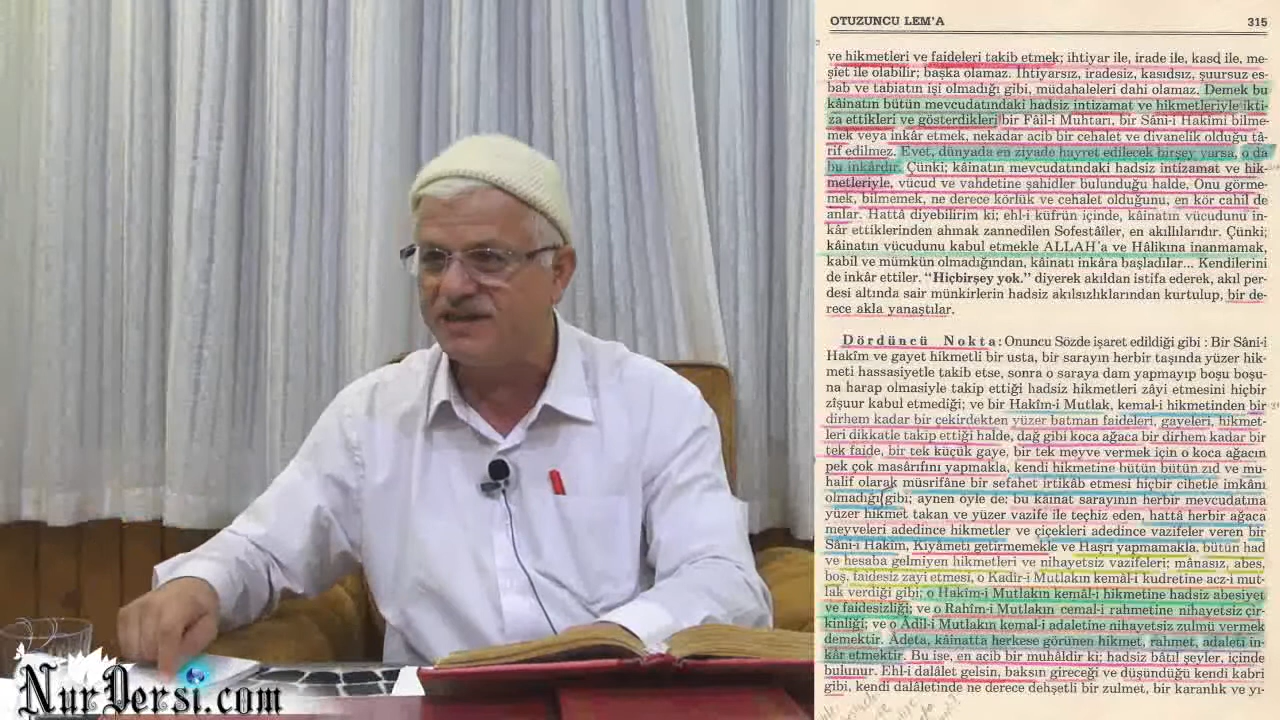 OTUZUNCU LEM'A 315
ve hikmetleri ve faideleri takib etmek; ihtiyar ile, irade ile, kasd ile, me-
şiet ile olabilir; başka olamaz. İhtiyarsız, iradesiz, kasıdsız, şuursuz es-
bab ve tabiatın işi olmadığı gibi, müdahaleleri dahi olamaz. Demek bu
kâinatın bütün mevcudatındaki hadsiz intizamat ve hikmetleriyle ikti-
za ettikleri ve gösterdikleri bir Fâil-i Muhtarı, bir Sâni-i Hakîmi bilme-
mek veya inkâr etmek, nekadar acib bir cehalet ve divanelik olduğu tâ-
rif edilmez. Evet, dünyada en ziyade hayret edilecek birşey varsa, o da
bu inkârdır. Çünki; kâinatın mevcudatındaki hadsiz intizamat ve hik-
metleriyle, vücud ve vahdetine şahidler bulunduğu halde, Onu görme-
mek, bilmemek, ne derece körlük ve cehalet olduğunu, en kör cahil de
anlar. Hattâ diyebilirim ki; ehl-i küfrün içinde, kâinatın vücudunu in-
kâr ettiklerinden ahmak zannedilen Sofestâîler, en akıllılarıdır. Çünki;
kâinatın vücudunu kabul etmekle ALLAH'a ve Hâlikına inanmamak,
kabil ve mümkün olmadığından, kâinatı inkâra başladılar... Kendilerini
de inkâr ettiler. "Hiçbirşey yok." diyerek akıldan istifa ederek, akıl per-
desi altında sair münkirlerin hadsiz akılsızlıklarından kurtulup, bir de-
rece akla yanaştılar.
Dördüncü Nokta: Onuncu Sözde işaret edildiği gibi : Bir Sâni-i
Hakîm ve gayet hikmetli bir usta, bir sarayın herbir taşında yüzer hik-
meti hassasiyetle takib etse, sonra o saraya dam yapmayıp boşu boşu-
na harap olmasiyle takip ettiği hadsiz hikmetleri zâyi etmesini hiçbir
zîşuur kabul etmediği; ve bir Hakîm-i Mutlak, kemal-i hikmetinden bir
dirhem kadar bir çekirdekten yüzer batman faideleri, gayeleri, hikmet-
leri dikkatle takip ettiği halde, dağ gibi koca ağaca bir dirhem kadar bir
tek faide, bir tek küçük gaye, bir tek meyve vermek için o koca ağacın
pek çok masârıfını yapmakla, kendi hikmetine bütün bütün zıd ve mu-
halif olarak müsrifâne bir sefahet irtikâb etmesi hiçbir cihetle imkânı
olmadığı gibi; aynen öyle de; bu kâinat sarayının herbir mevcudatına
yüzer hikmet takan ve yüzer vazife ile teçhiz eden, hattâ herbir ağaca
meyveleri adedince hikmetler ve çiçekleri adedince vazifeler veren bir
Sâni-i Hakîm, Kıyâmeti getirmemekle ve Haşrı yapmamakla, bütün had
ve hesaba gelmiyen hikmetleri ve nihayetsiz vazifeleri; mânasız, abes,
boş, faidesiz zayi etmesi, o Kadîr-i Mutlakın kemâl-i kudretine acz-i mut-
lak verdiği gibi; o Hakîm-i Mutlakın kemâl-i hikmetine hadsiz abesiyet
ve faidesizliği; ve o Rahîm-i Mutlakın cemal-i rahmetine nihayetsiz çir-
kinliği; ve o Âdil-i Mutlakın kemal-i adaletine nihayetsiz zulmü vermek
demektir. Âdeta, kâinatta herkese görünen hikmet, rahmet, adaleti in-
kâr etmektir. Bu ise, en acib bir muhâldir ki; hadsiz bâtıl şeyler, içinde
bulunur. Ehl-i dalâlet gelsin, baksın gireceği ve düşündüğü kendi kabri
gibi, kendi dalâletinde ne derece dehşetli bir zulmet, bir karanlık ve yı-
NurDersi.com